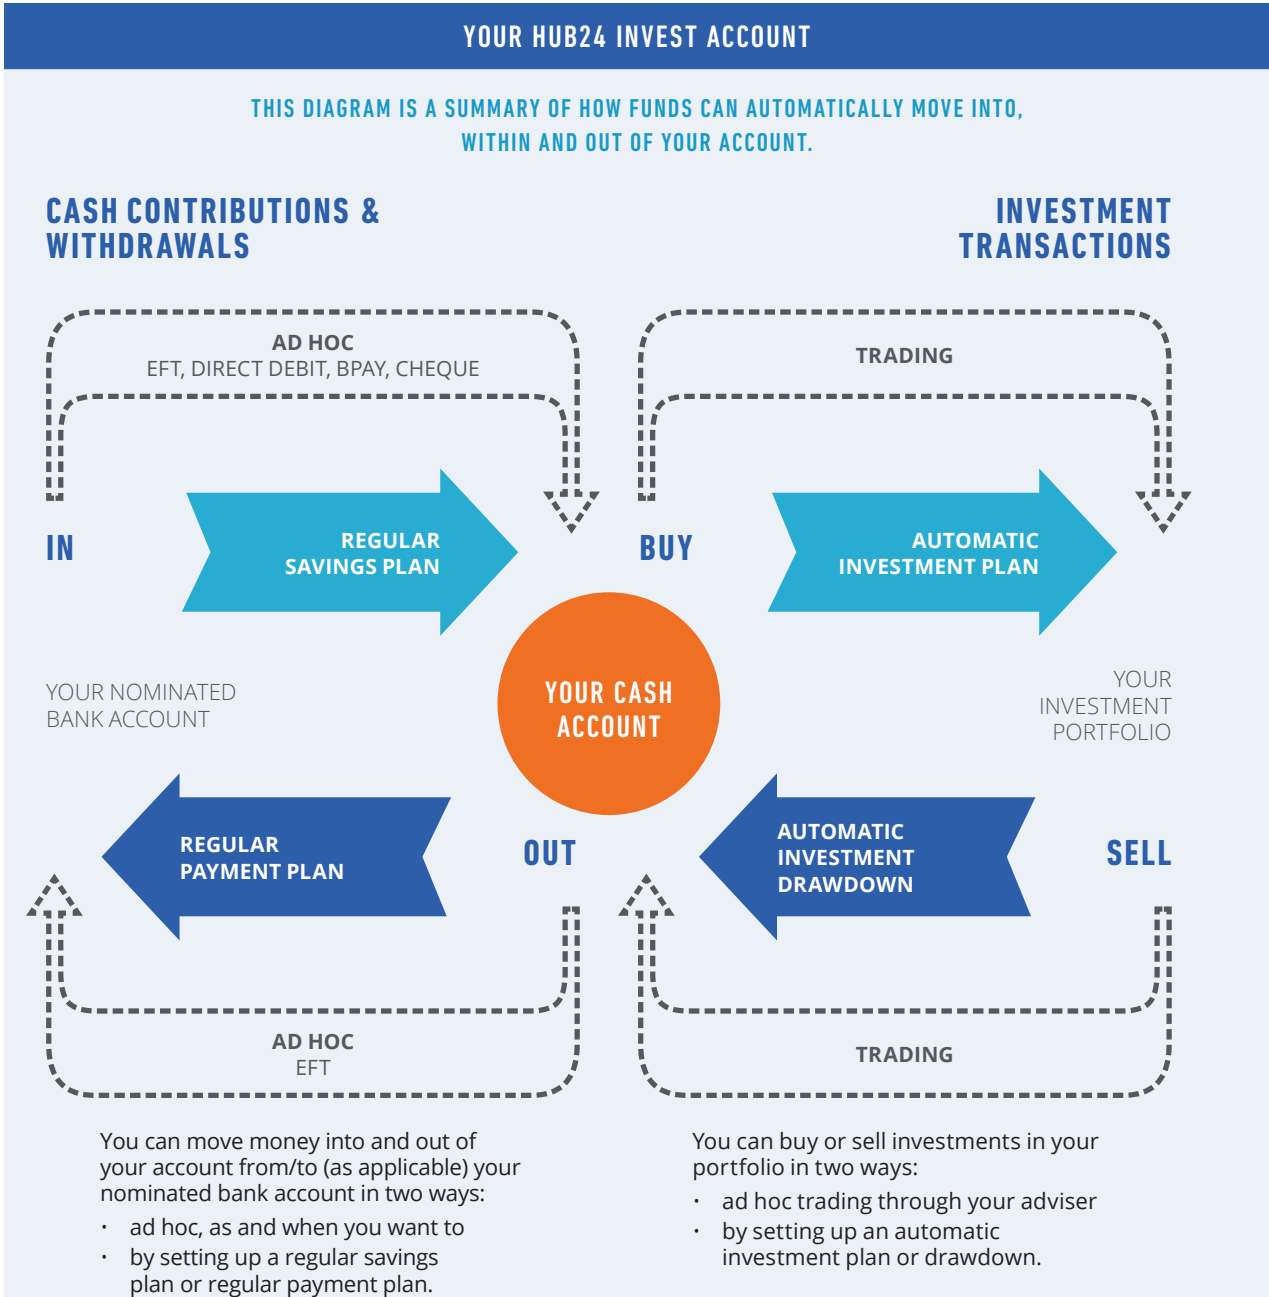 YOUR HUB24 INVEST ACCOUNT
THIS DIAGRAM IS A SUMMARY OF HOW FUNDS CAN AUTOMATICALLY MOVE INTO,
WITHIN AND OUT OF YOUR ACCOUNT.
CASH CONTRIBUTIONS &
WITHDRAWALS
INVESTMENT
TRANSACTIONS
AD HOC
EFT, DIRECT DEBIT, BPAY, CHEQUE
TRADING
IN
REGULAR
SAVINGS PLAN
BUY
AUTOMATIC
INVESTMENT PLAN
YOUR NOMINATED
BANK ACCOUNT
YOUR CASH
ACCOUNT
YOUR
INVESTMENT
PORTFOLIO
REGULAR
PAYMENT PLAN
OUT
AUTOMATIC
INVESTMENT
DRAWDOWN
SELL
AD HOC
EFT
TRADING
You can move money into and out of
your account from/to (as applicable) your
nominated bank account in two ways:
· ad hoc, as and when you want to
· by setting up a regular savings
plan or regular payment plan.
You can buy or sell investments in your
portfolio in two ways:
· ad hoc trading through your adviser
· by setting up an automatic
investment plan or drawdown.